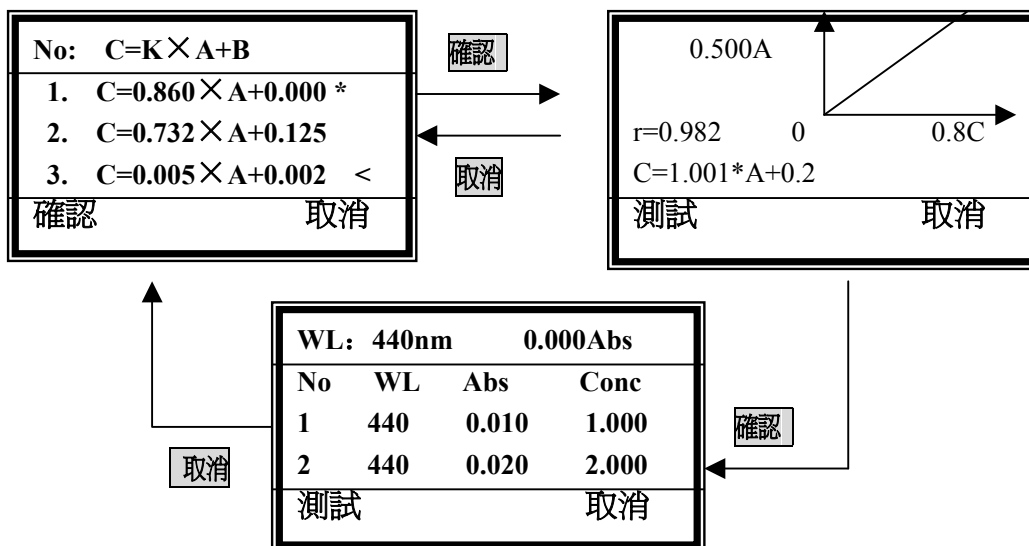 No: C=K×A+B
1. C=0.860×A+0.000 *
2. C=0.732×A+0.125
3. C=0.005×A+0.002 <
確認 取消
確認
取消
0.500A
r=0.982 0 0.8C
C=1.001*A+0.2
測試 取消
WL：440nm 0.000Abs
No WL Abs Conc
1 440 0.010 1.000
2 440 0.020 2.000
測試 取消
確認
取消